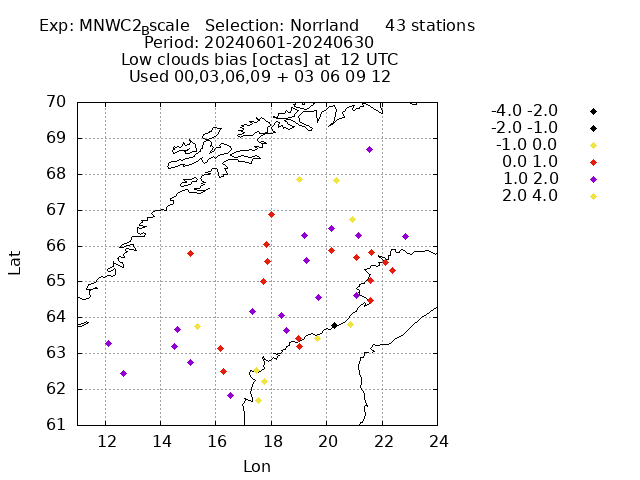 Exp: MNWC2Bscale   Selection: Norrland     43 stations
Period: 20240601-20240630
Low clouds bias [octas] at  12 UTC
Used 00,03,06,09 + 03 06 09 12
70
69
68
67
66
65
64
63
62
61
12 14 16 18 20 22 24
Lat
Lon
-4.0 -2.0
-2.0 -1.0
-1.0 0.0
0.0 1.0
1.0 2.0
2.0 4.0